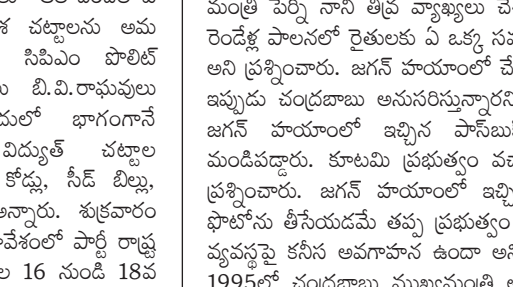 శ చట్టాలను అమ
సిపిఎం పొలిట్
బి.వి.రాఘవులు
దులో భాగంగానే
విద్యుత్ చట్టాల
కోడ్లు, సీడ్ బిల్లు,
అన్నారు. శుక్రవారం
వేశంలో పార్టీ రాష్ట్ర
ల 16 నుండి 18వ
మంత్రి పేర్ని నాని తీవ్ర వ్యాఖ్యలు చే
రెండేళ్ల పాలనలో రైతులకు ఏ ఒక్క సమ
అని ప్రశ్నించారు. జగన్ హయాంలో చే
ఇప్పుడు చంద్రబాబు అనుసరిస్తున్నారని
జగన్ హయాంలో ఇచ్చిన పాస్‌బుక్
మండిపడ్డారు. కూటమి ప్రభుత్వం వచ
ప్రశ్నించారు. జగన్ హయాంలో ఇచ్చి
ఫొటోను తీసేయడమే తప్ప ప్రభుత్వం
వ్యవస్థపై కనీస అవగాహన ఉందా అని
1995లో చంద్రబాబు ముఖ్యమంత్రి